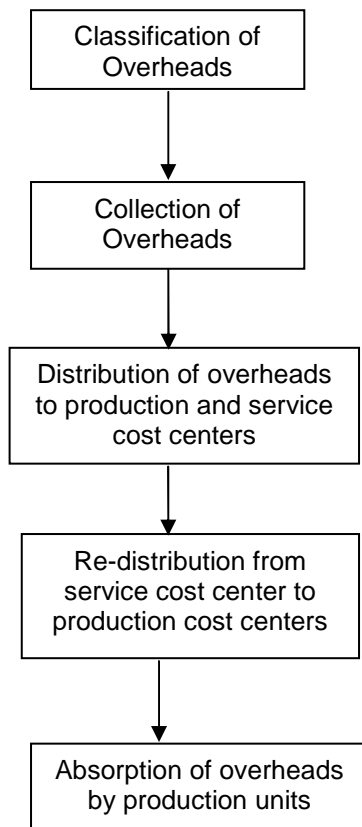 Classification of
Overheads
Collection of
Overheads
Distribution of overheads
to production and service
cost centers
Re-distribution from
service cost center to
production cost centers
Absorption of overheads
by production units